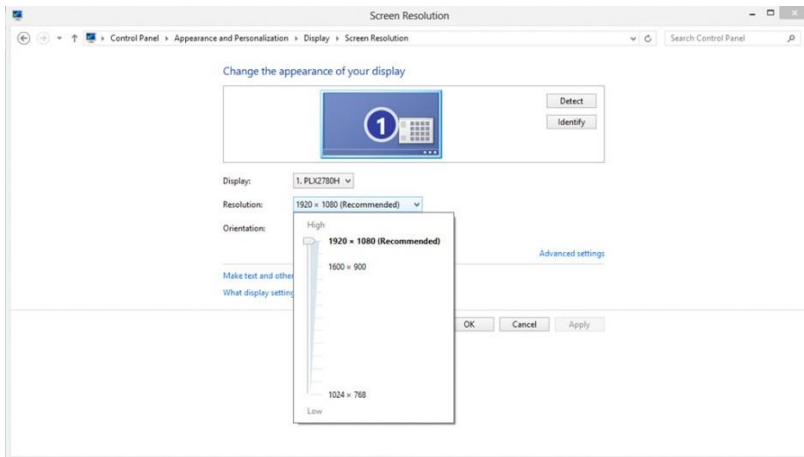 Screen Resolution
Control Panel Appearance and Personalization Display Screen Resolution
Search Control Panel
Change the appearance of your display
1
Detect
Identify
Display: 1. PLX2780H
Resolution: 1920 × 1080 (Recommended)
Orientation:
High
1920 × 1080 (Recommended)
1600 × 900
1024 × 768
Low
Advanced settings
Make text and other
What display setting
OK Cancel Apply